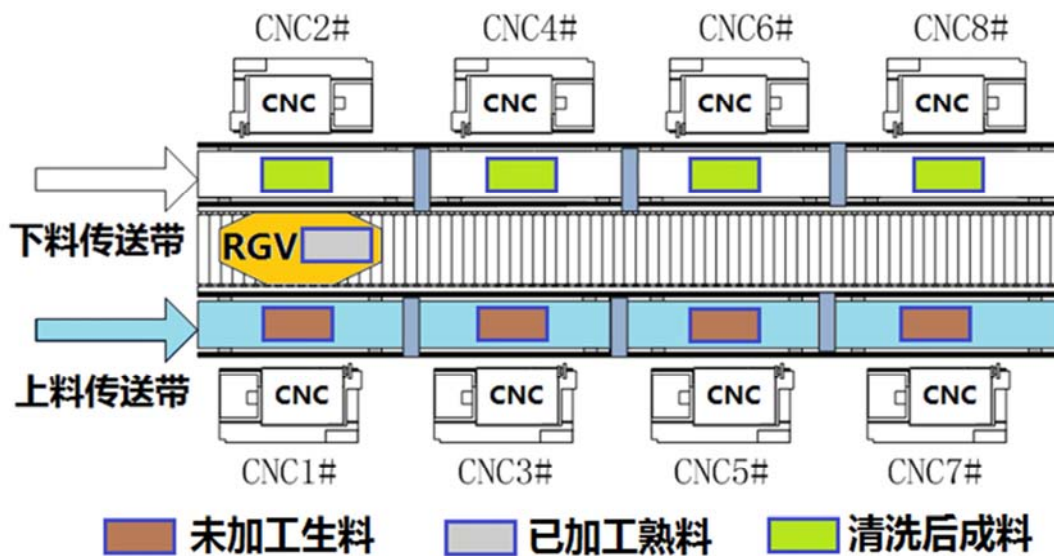 CNC2# CNC4# CNC6# CNC8#
CNC CNC CNC CNC
下料传送带
RGV
上料传送带
CNC CNC CNC CNC
CNC1# CNC3# CNC5# CNC7#
未加工生料 已加工熟料 清洗后成料